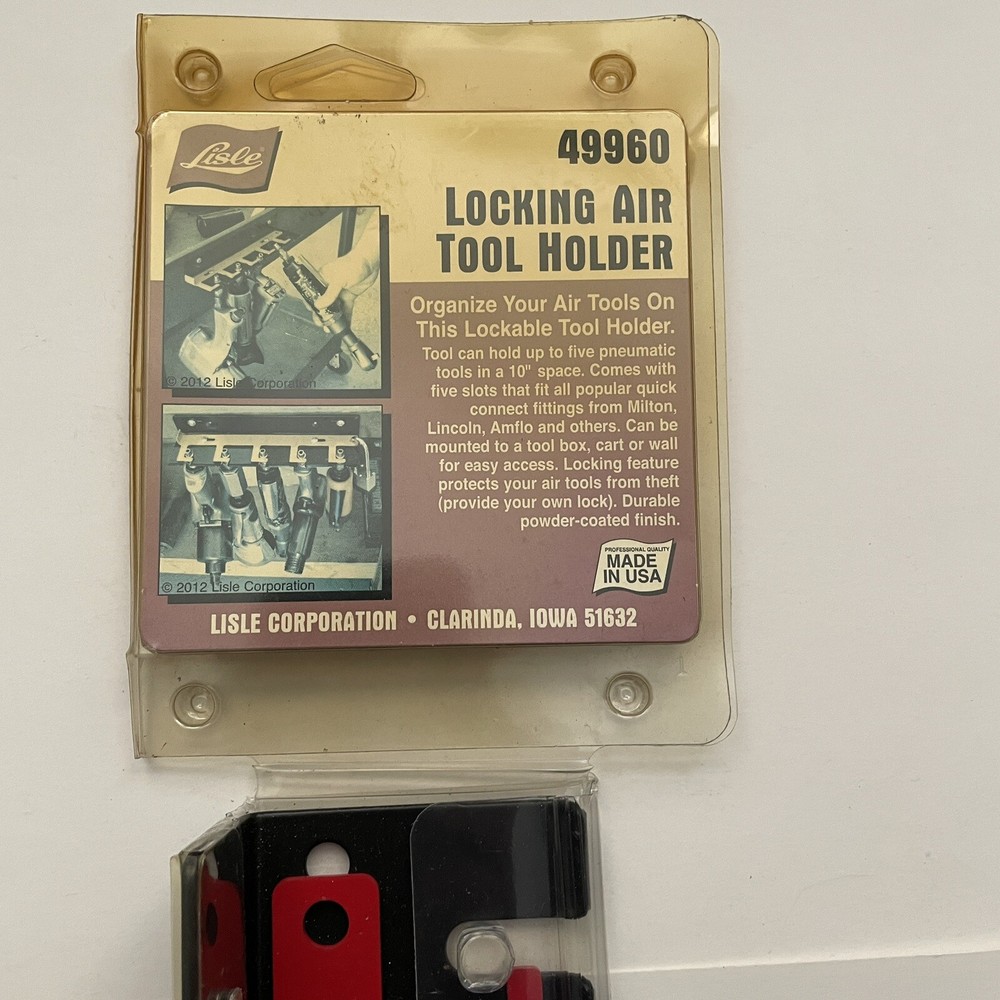 Lisle
49960
LOCKING AIR
TOOL HOLDER
Organize Your Air Tools On
This Lockable Tool Holder.
Tool can hold up to five pneumatic
tools in a 10" space. Comes with
five slots that fit all popular quick
connect fittings from Milton,
Lincoln, Amflo and others. Can be
mounted to a tool box, cart or wall
for easy access. Locking feature
protects your air tools from theft
(provide your own lock). Durable
powder-coated finish.
© 2012 Lisle Corporation
© 2012 Lisle Corporation
PROFESSIONAL QUALITY
MADE
IN USA
LISLE CORPORATION • CLARINDA, IOWA 51632